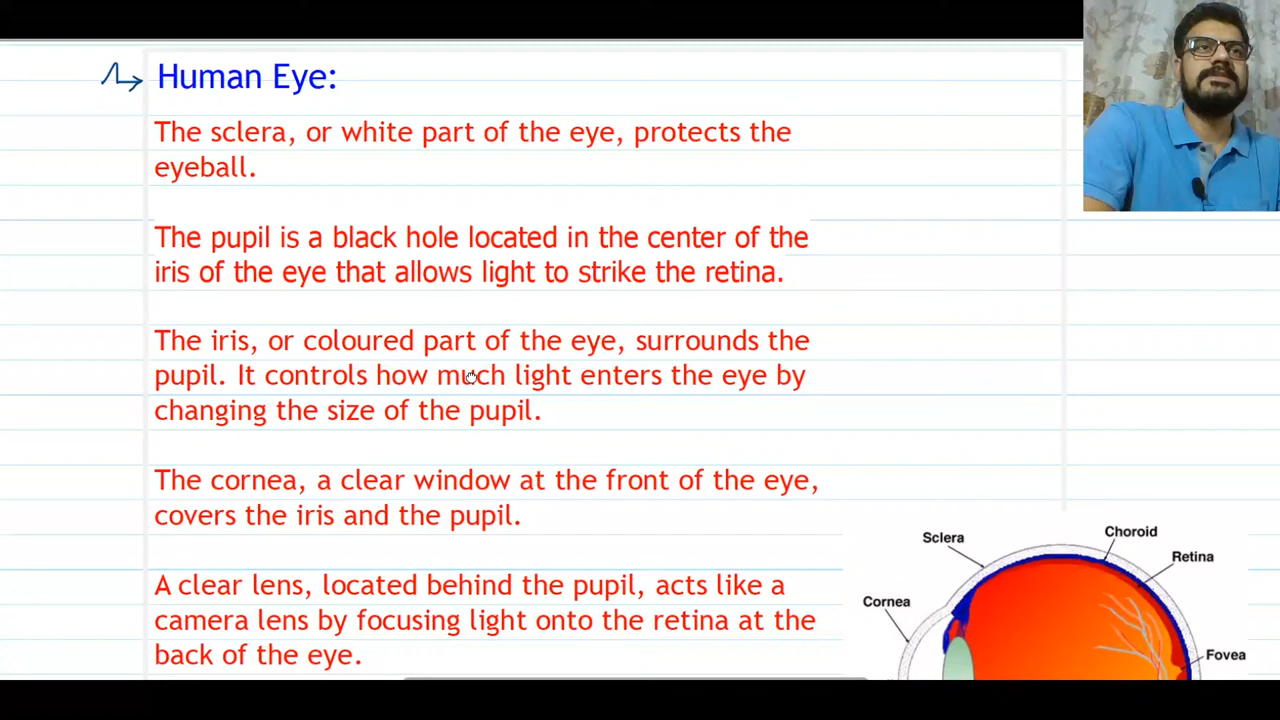 Human Eye:
The sclera, or white part of the eye, protects the
eyeball.
The pupil is a black hole located in the center of the
iris of the eye that allows light to strike the retina.
The iris, or coloured part of the eye, surrounds the
pupil. It controls how much light enters the eye by
changing the size of the pupil.
The cornea, a clear window at the front of the eye,
covers the iris and the pupil.
A clear lens, located behind the pupil, acts like a
camera lens by focusing light onto the retina at the
back of the eye.
Sclera
Choroid
Retina
Cornea
Fovea